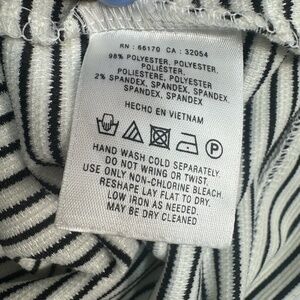 RN : 66170 CA : 32054
98% POLYESTER, POLYESTER,
POLIÉSTER,
POLIESTERE, POLYESTER
2% SPANDEX, SPANDEX,
SPANDEX, SPANDEX, SPANDEX
HECHO EN VIETNAM
P
HAND WASH COLD SEPARATELY.
DO NOT WRING OR TWIST.
USE ONLY NON-CHLORINE BLEACH.
RESHAPE LAY FLAT TO DRY.
LOW IRON AS NEEDED
MAY BE DRY CLEANED